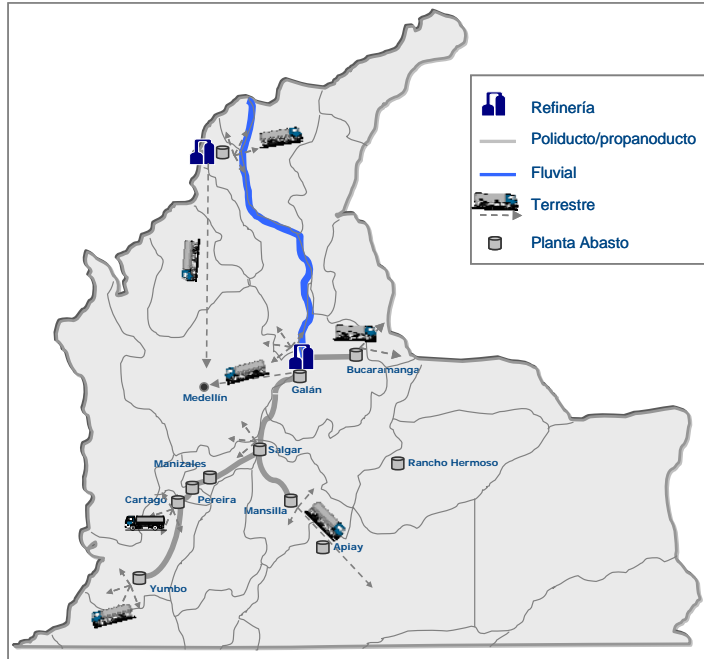 Refinería
Poliducto/propanoducto
Fluvial
Terrestre
Planta Abasto
Bucaramanga
Medellín
Galán
Salgar
Manizales
Rancho Hermoso
Cartago
Pereira
Mansilla
Apiay
Yumbo